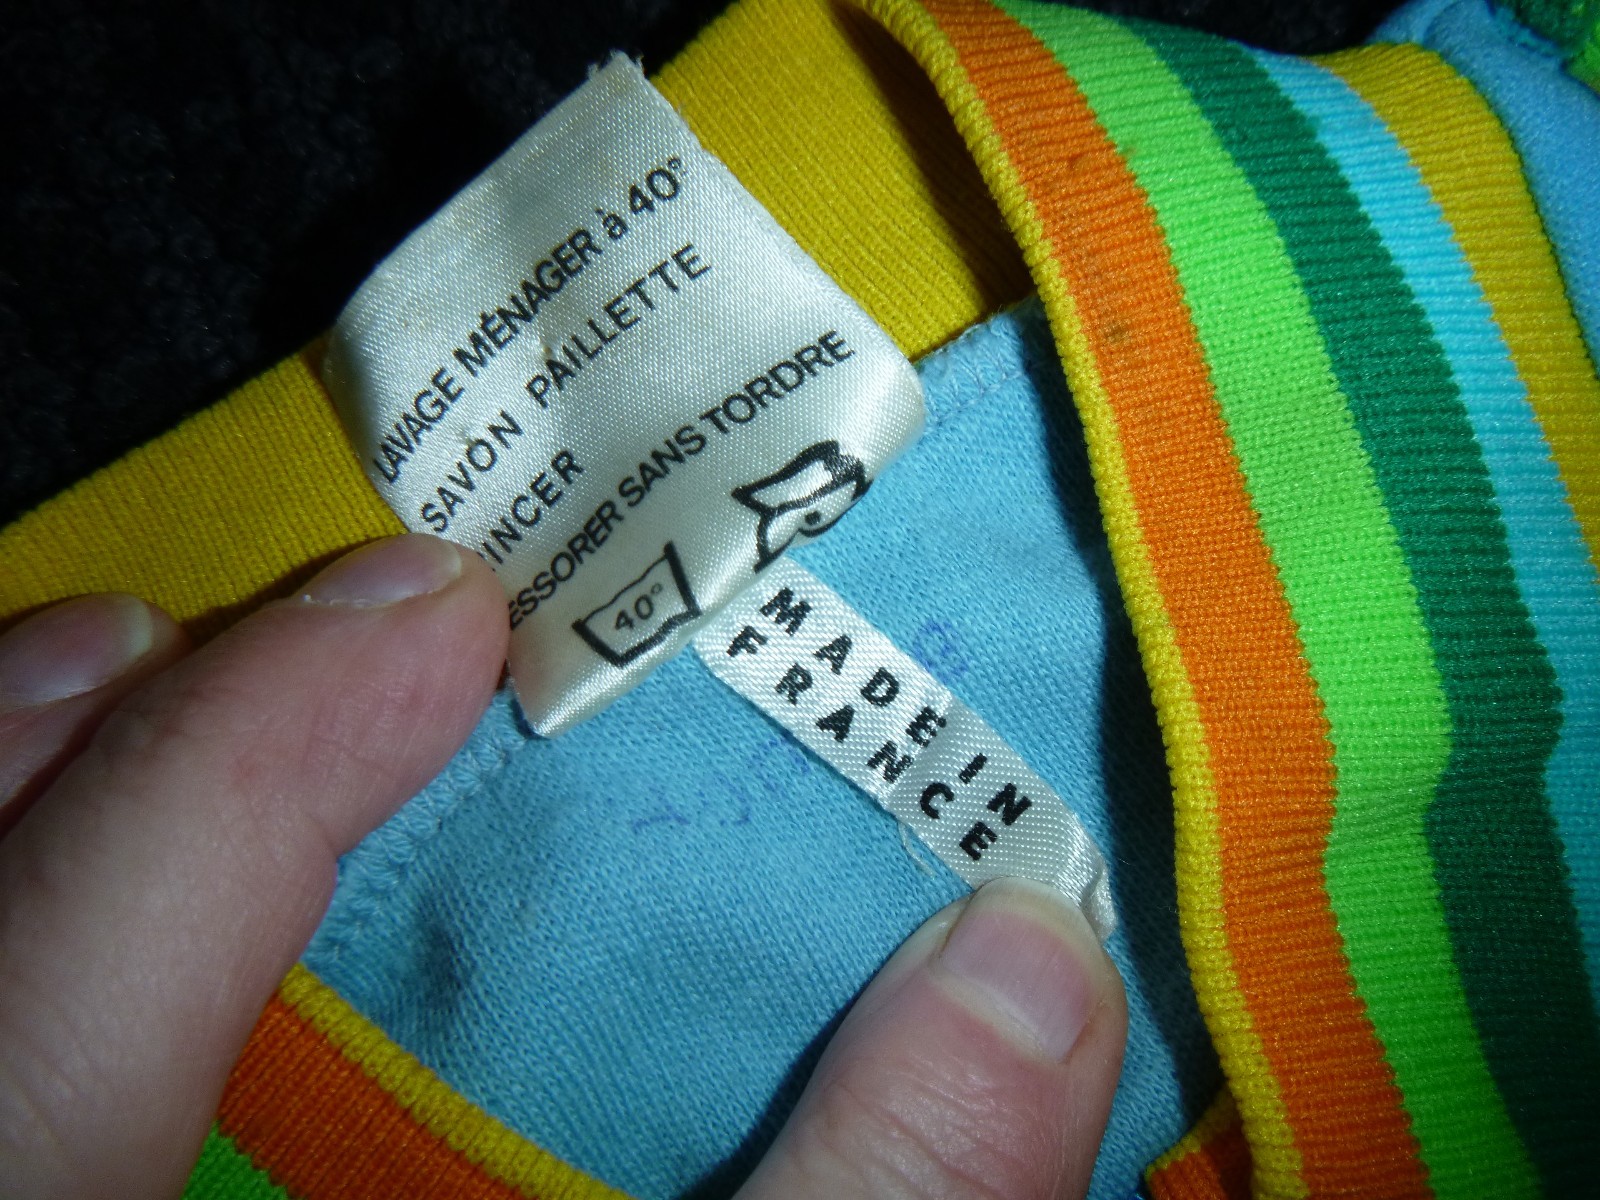 LAVAGE MÉNAGER à 40°
SAVON PAILLETTE
INCER
ESSORER SANS TORDRE
40°
MADE IN
FRANCE